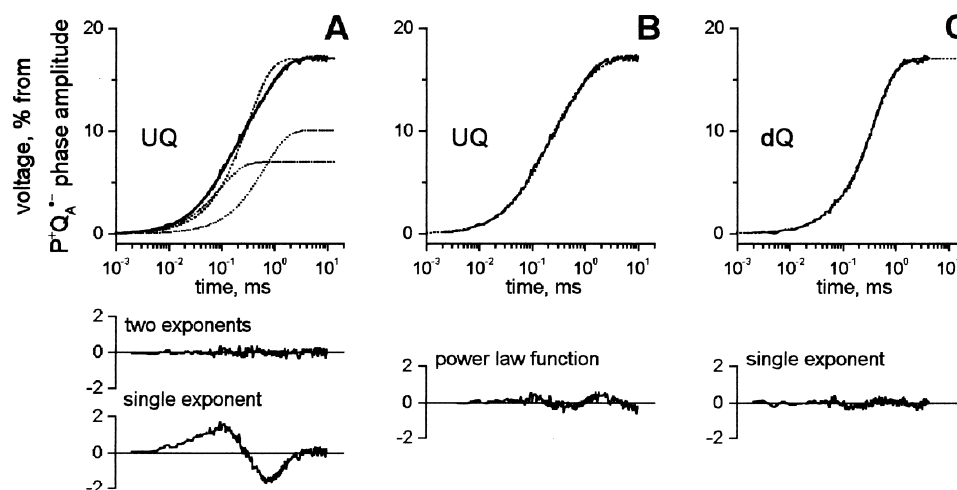 voltage, % from
P⁺Q_A•⁻ phase amplitude
A
20
10
0
UQ
10⁻³ 10⁻² 10⁻¹ 10⁰ 10¹
time, ms
B
20
10
0
UQ
10⁻³ 10⁻² 10⁻¹ 10⁰ 10¹
time, ms
C
20
10
0
dQ
10⁻³ 10⁻² 10⁻¹ 10⁰ 10¹
time, ms
two exponents
2
0
-2
single exponent
2
0
-2
power law function
2
0
-2
single exponent
2
0
-2